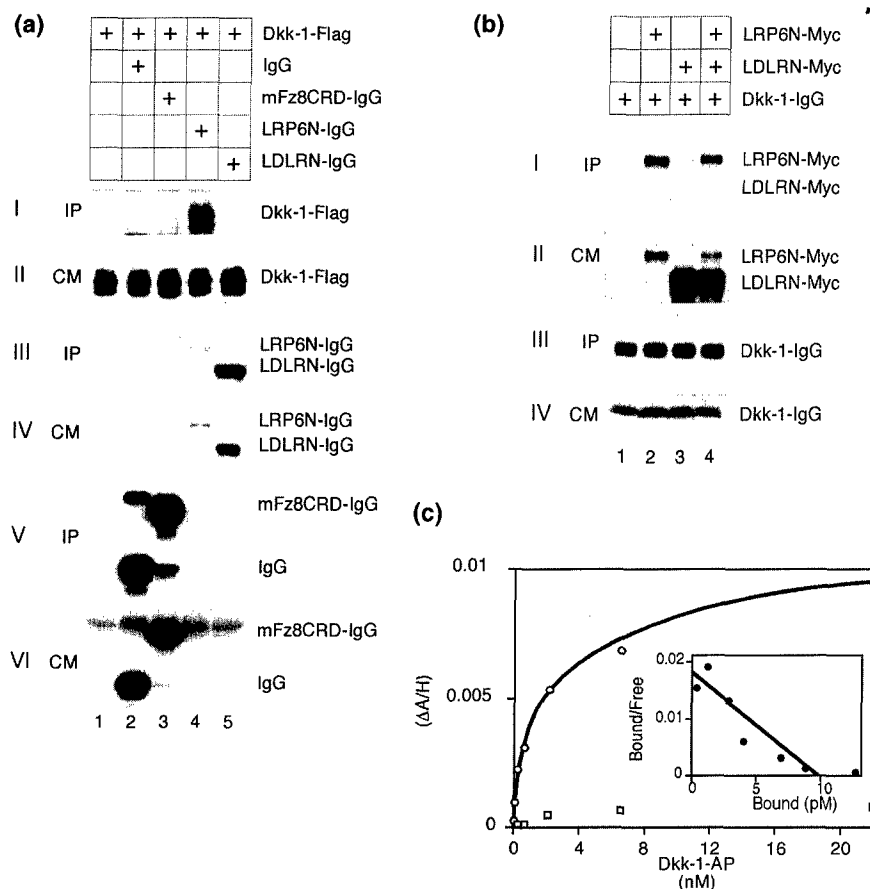 (a)
+ + + + + Dkk-1-Flag
+ IgG
+ mFz8CRD-IgG
+ LRP6N-IgG
+ LDLRN-IgG
I IP Dkk-1-Flag
II CM Dkk-1-Flag
III IP LRP6N-IgG
LDLRN-IgG
IV CM LRP6N-IgG
LDLRN-IgG
V IP mFz8CRD-IgG
IgG
VI CM mFz8CRD-IgG
IgG
1 2 3 4 5
(b)
+ + LRP6N-Myc
+ + LDLRN-Myc
+ + + + Dkk-1-IgG
I IP LRP6N-Myc
LDLRN-Myc
II CM LRP6N-Myc
LDLRN-Myc
III IP Dkk-1-IgG
IV CM Dkk-1-IgG
1 2 3 4
(c)
0.01
0.005
0
(ΔA/H)
0 4 8 12 16 20
Dkk-1-AP
(nM)
0.02
0.01
0
Bound/Free
0 5 10
Bound (pM)